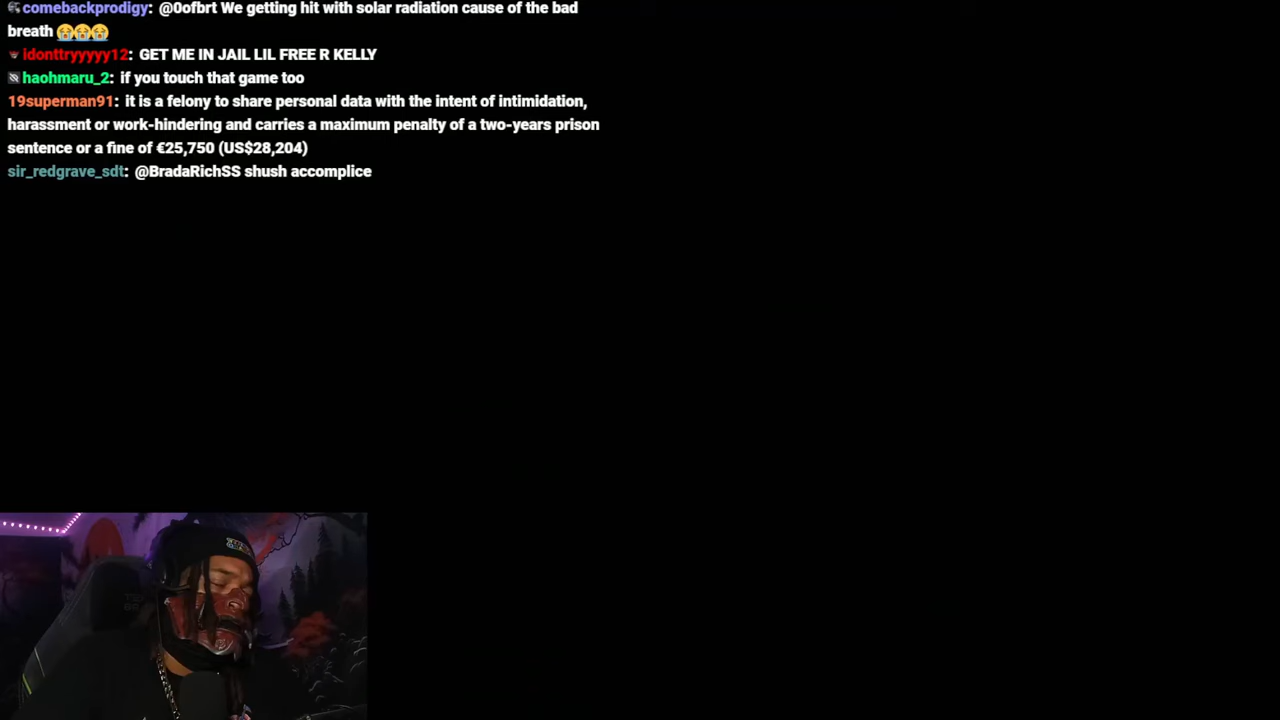 comebackprodigy: @0ofbrt We getting hit with solar radiation cause of the bad
breath 😭😭😭
idonttryyyyy12: GET ME IN JAIL LIL FREE R KELLY
haohmaru_2: if you touch that game too
19superman91: it is a felony to share personal data with the intent of intimidation,
harassment or work-hindering and carries a maximum penalty of a two-years prison
sentence or a fine of €25,750 (US$28,204)
sir_redgrave_sdt: @BradaRichSS shush accomplice